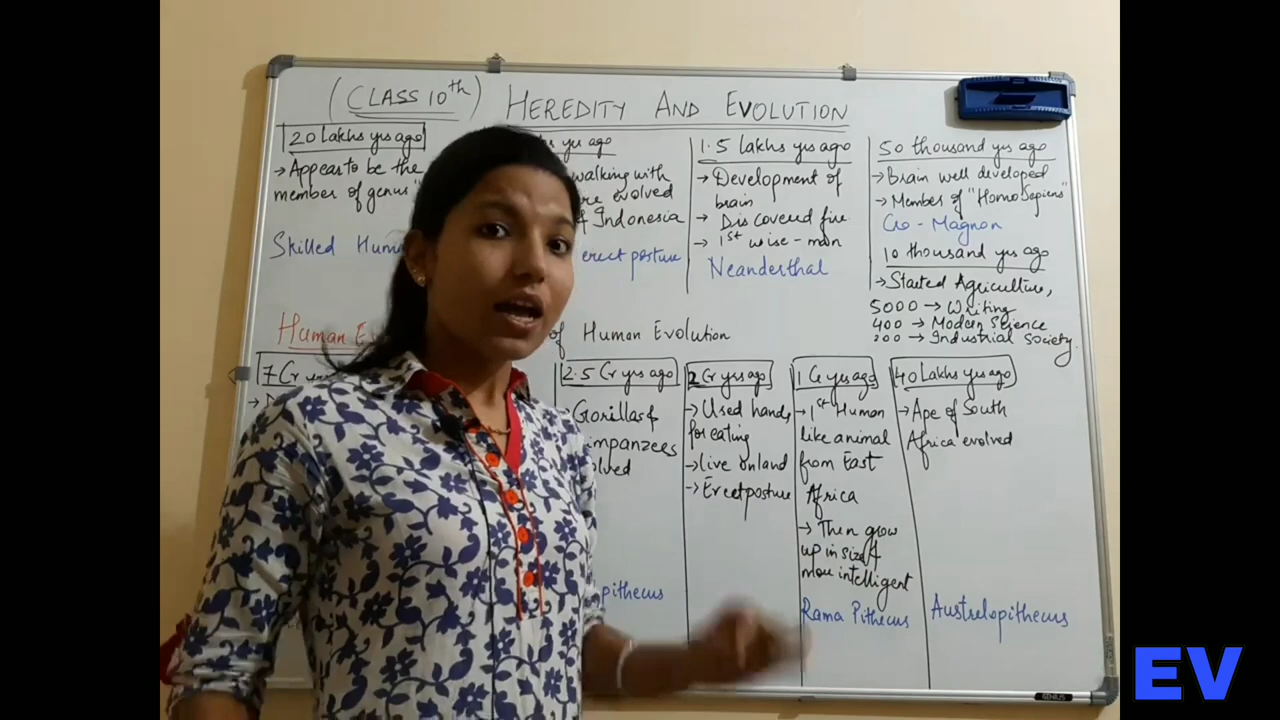 (CLASS 10th) HEREDITY AND EVOLUTION
20 Lakhs yrs ago
→ Appears to be the
member of genus "
Skilled
yrs ago
walking with
evolved
Indonesia
erect posture
1.5 Lakhs yrs ago
→ Development of
brain
→ Discovered fire
→ 1st wise-man
Neanderthal
50 thousand yrs ago
→ Brain well developed
→ Member of "Homo Sapiens"
Cro-Magnon
10 thousand yrs ago
→ Started Agriculture,
5000 → Writing
400 → Modern Science
200 → Industrial Society
Human
of Human Evolution
7 Cr
2.5 Cr yrs ago
Gorillas &
2 Cr yrs ago
→ Used hands
for eating
→ live on land
→ Erect posture
1 Cr yrs ago
→ 1st Human
like animal
from East
Africa
→ Then grow
up in size &
more intelligent
Rama Pithecus
40 Lakhs yrs ago
→ Ape of South
Africa evolved
Australopithecus
EV